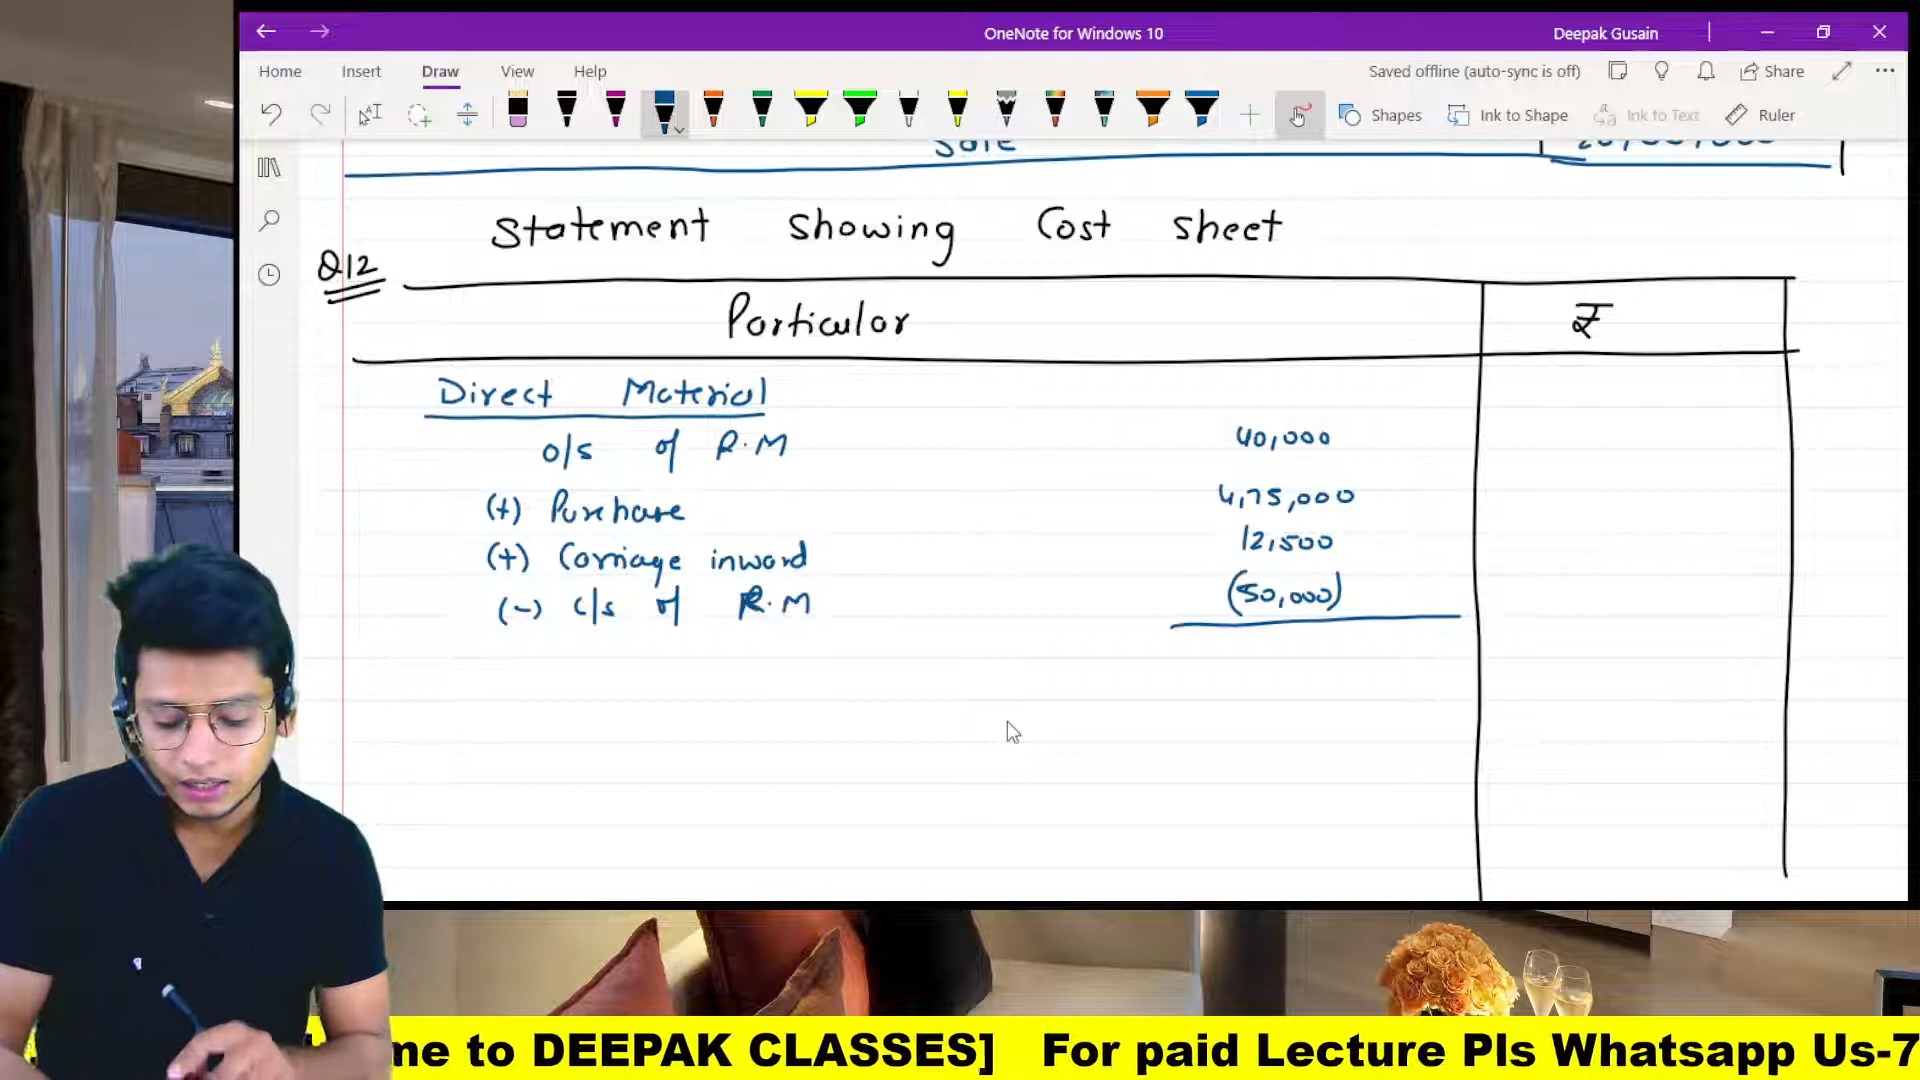 OneNote for Windows 10
Deepak Gusain
Home Insert Draw View Help
Saved offline (auto-sync is off)
Share
Shapes
Ink to Shape
Ink to Text
Ruler
Sale
Statement showing Cost sheet
Q12
Particular ₹
Direct Material
o/s of R.M 40,000
(+) Purchase 4,75,000
(+) Carriage inward 12,500
(-) c/s of R.M (50,000)
me to DEEPAK CLASSES] For paid Lecture Pls Whatsapp Us-7